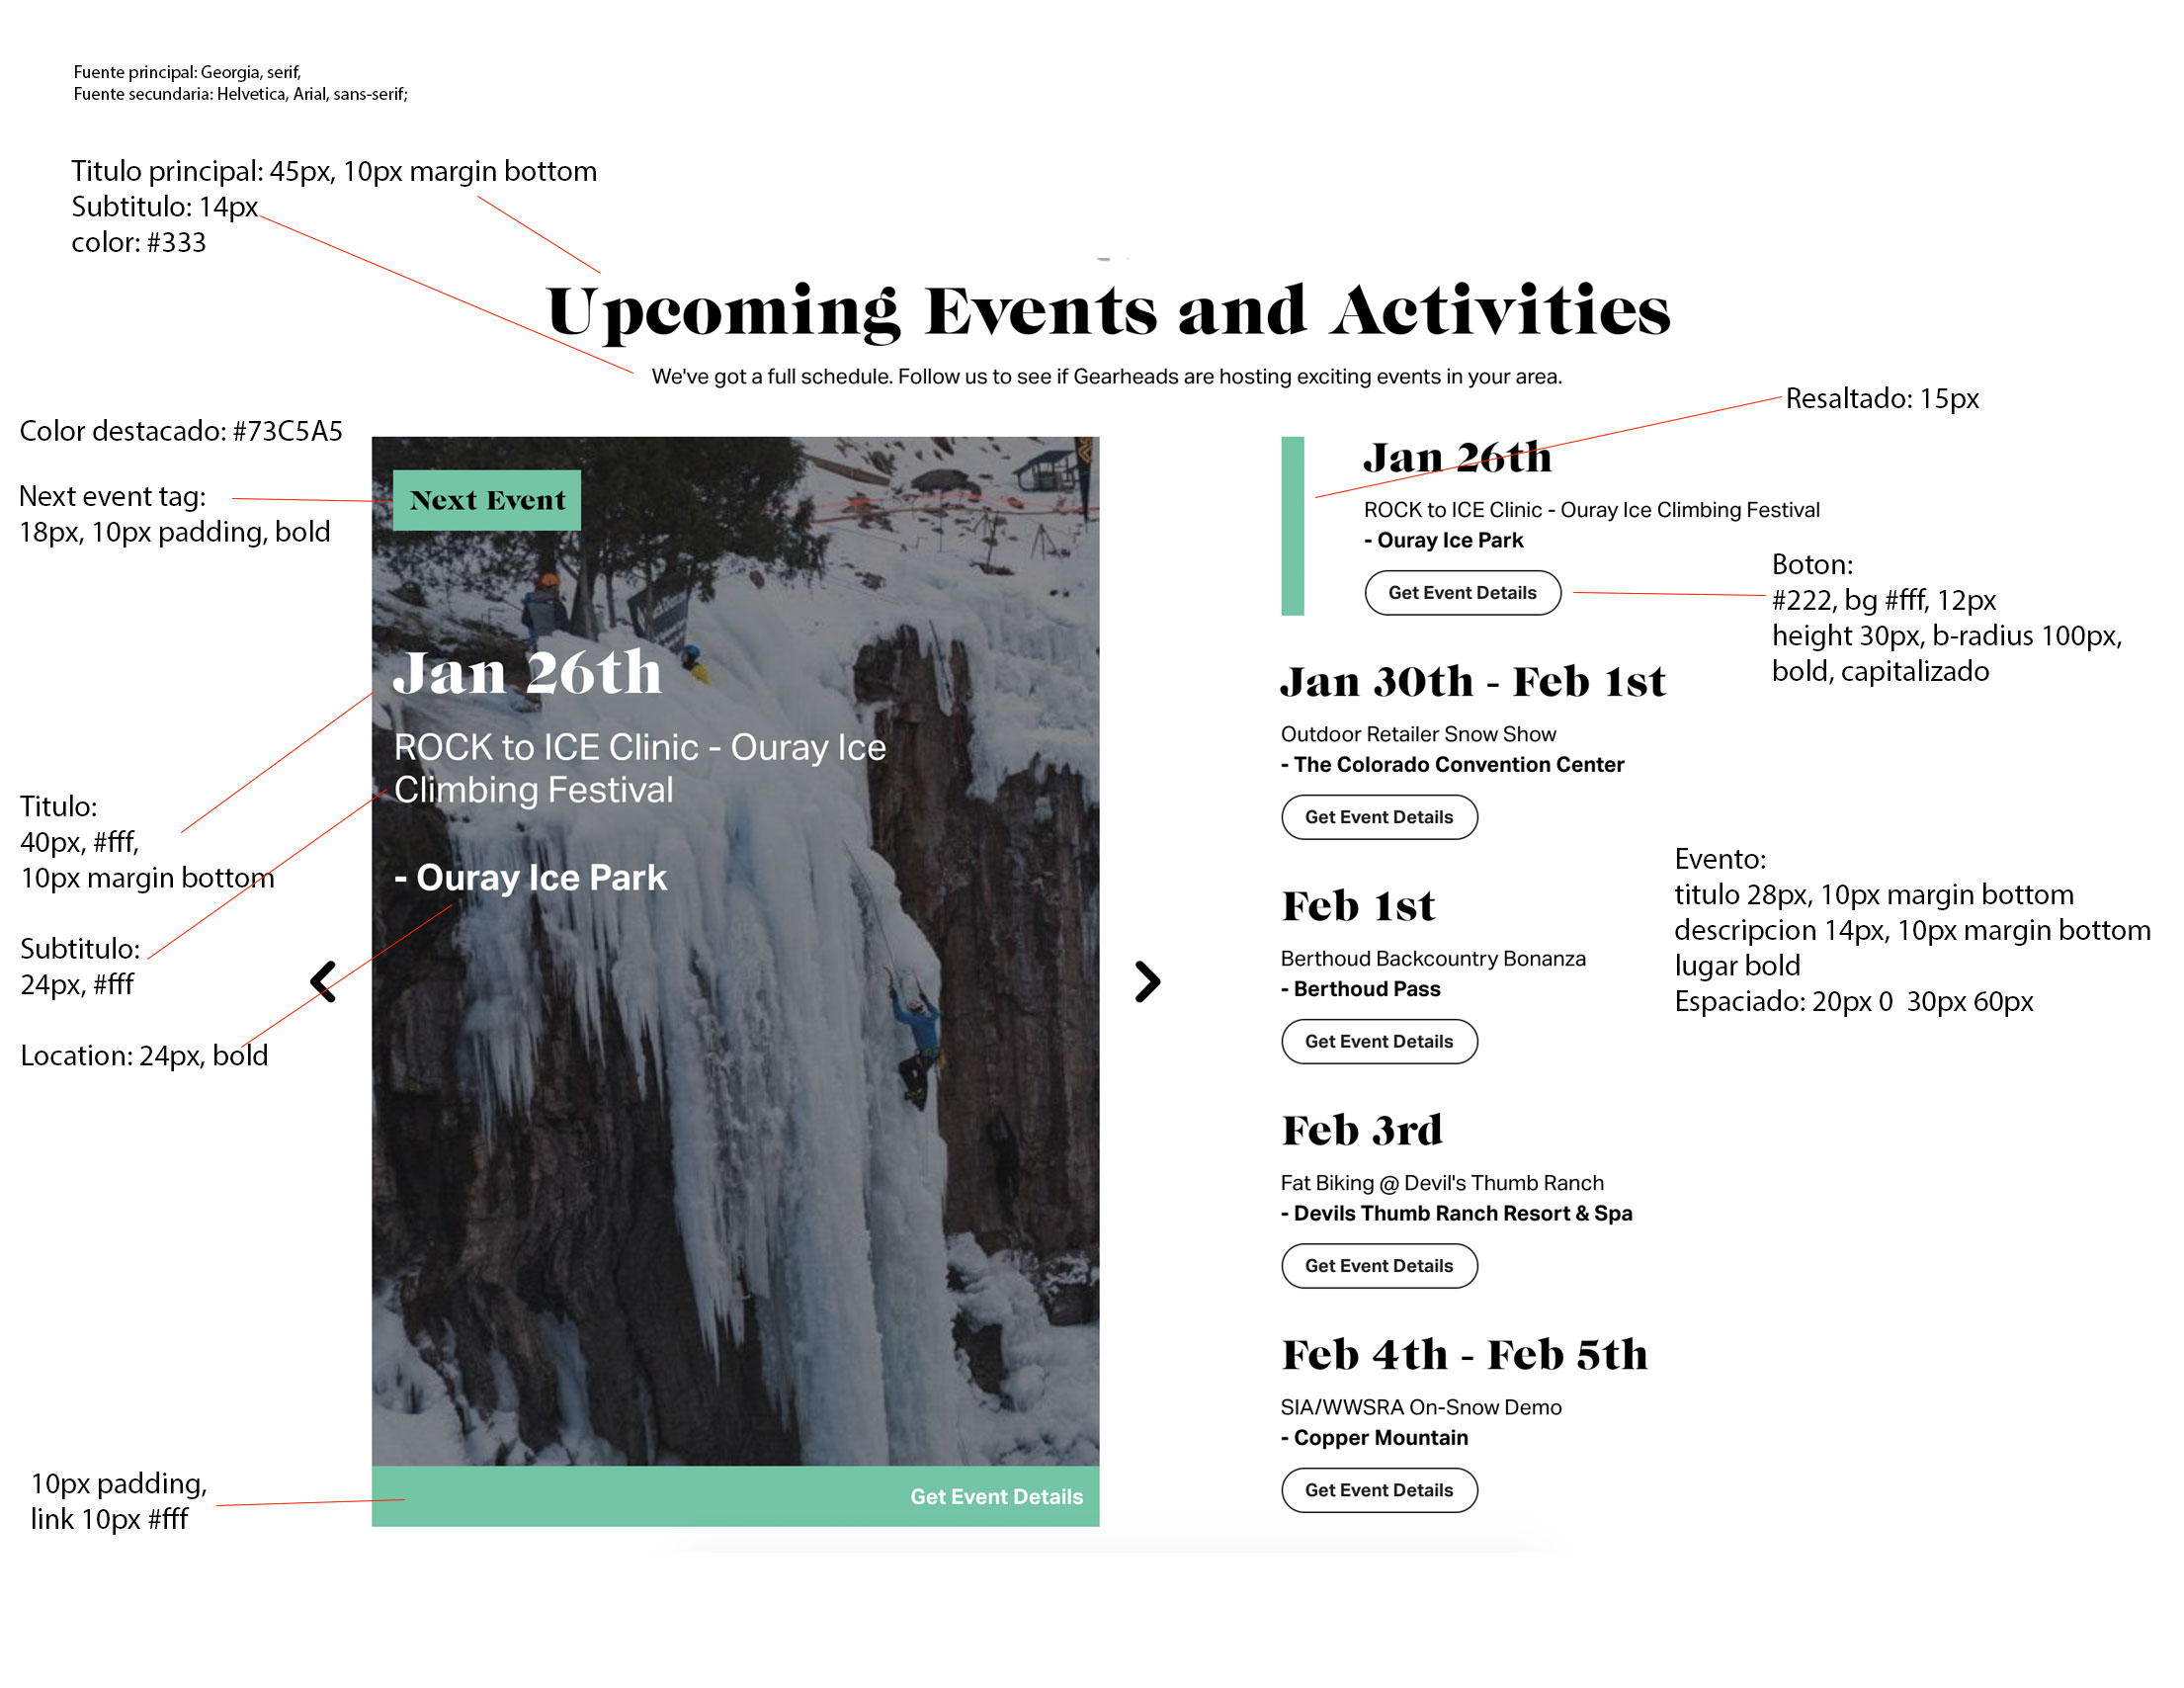 Fuente principal: Georgia, serif,
Fuente secundaria: Helvetica, Arial, sans-serif;
Titulo principal: 45px, 10px margin bottom
Subtitulo: 14px
color: #333
Upcoming Events and Activities
We've got a full schedule. Follow us to see if Gearheads are hosting exciting events in your area.
Color destacado: #73C5A5
Next event tag:
18px, 10px padding, bold
Next Event
Jan 26th
ROCK to ICE Clinic - Ouray Ice
Climbing Festival
- Ouray Ice Park
Titulo:
40px, #fff,
10px margin bottom
Subtitulo:
24px, #fff
Location: 24px, bold
10px padding,
link 10px #fff
Get Event Details
Resaltado: 15px
Jan 26th
ROCK to ICE Clinic - Ouray Ice Climbing Festival
- Ouray Ice Park
Get Event Details
Boton:
#222, bg #fff, 12px
height 30px, b-radius 100px,
bold, capitalizado
Jan 30th - Feb 1st
Outdoor Retailer Snow Show
- The Colorado Convention Center
Get Event Details
Evento:
titulo 28px, 10px margin bottom
descripcion 14px, 10px margin bottom
lugar bold
Espaciado: 20px 0  30px 60px
Feb 1st
Berthoud Backcountry Bonanza
- Berthoud Pass
Get Event Details
Feb 3rd
Fat Biking @ Devil's Thumb Ranch
- Devils Thumb Ranch Resort & Spa
Get Event Details
Feb 4th - Feb 5th
SIA/WWSRA On-Snow Demo
- Copper Mountain
Get Event Details